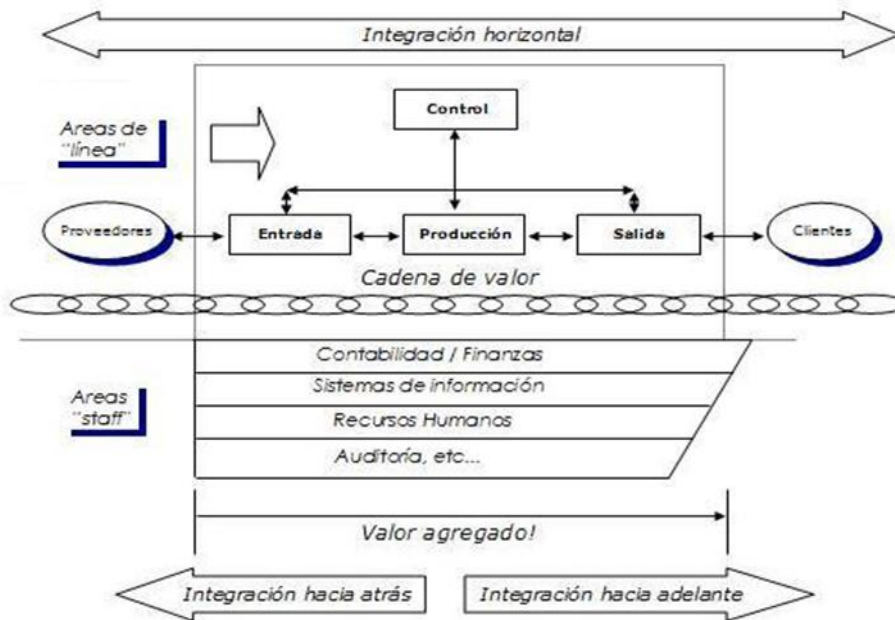 Integración horizontal
Control
Areas de
"línea"
Proveedores
Entrada
Producción
Salida
Clientes
Cadena de valor
Contabilidad / Finanzas
Sistemas de información
Areas
"staff"
Recursos Humanos
Auditoría, etc...
Valor agregado!
Integración hacia atrás
Integración hacia adelante